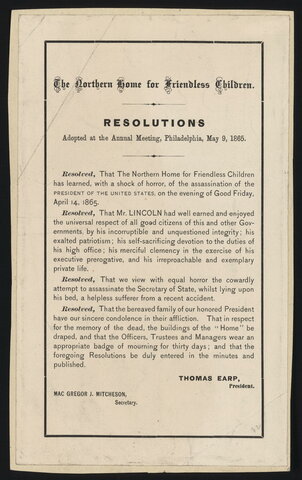 The Northern Home for Friendless Children.
RESOLUTIONS
Adopted at the Annual Meeting, Philadelphia, May 9, 1865.
Resolved, That The Northern Home for Friendless Children
has learned, with a shock of horror, of the assassination of the
PRESIDENT OF THE UNITED STATES, on the evening of Good Friday,
April 14, 1865.
Resolved, That Mr. LINCOLN had well earned and enjoyed
the universal respect of all good citizens of this and other Gov-
ernments, by his incorruptible and unquestioned integrity; his
exalted patriotism; his self-sacrificing devotion to the duties of
his high office; his merciful clemency in the exercise of his
executive prerogative, and his irreproachable and exemplary
private life.
Resolved, That we view with equal horror the cowardly
attempt to assassinate the Secretary of State, whilst lying upon
his bed, a helpless sufferer from a recent accident.
Resolved, That the bereaved family of our honored President
have our sincere condolence in their affliction. That in respect
for the memory of the dead, the buildings of the "Home" be
draped, and that the Officers, Trustees and Managers wear an
appropriate badge of mourning for thirty days; and that the
foregoing Resolutions be duly entered in the minutes and
published.
THOMAS EARP,
President.
MAC GREGOR J. MITCHESON,
Secretary.